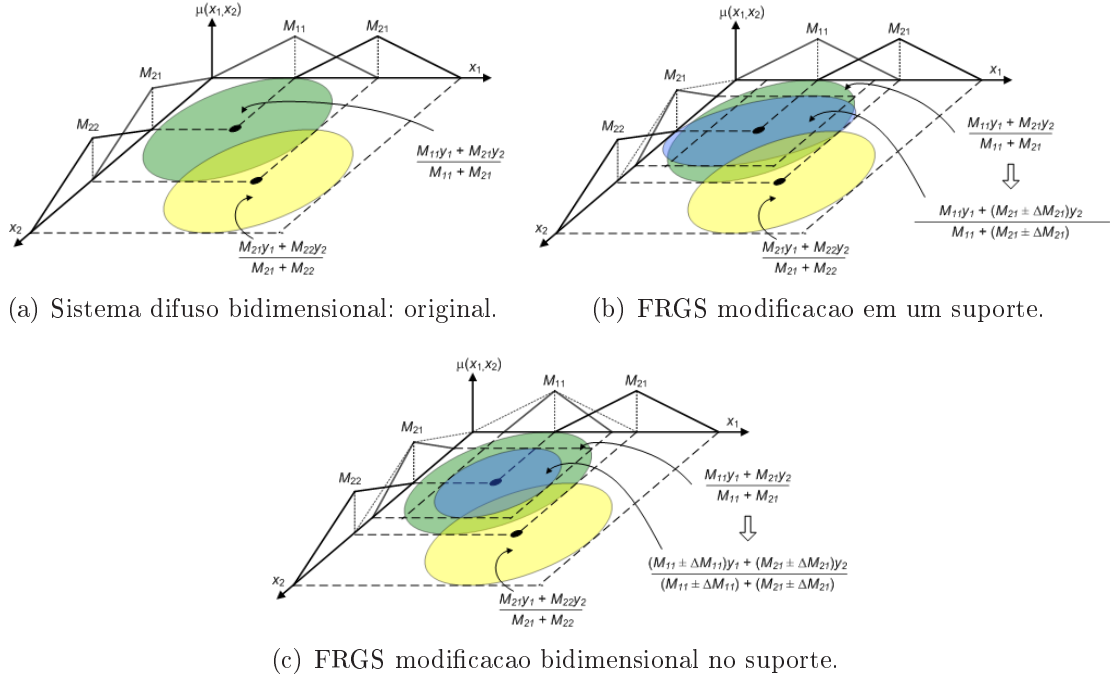 μ(x1,x2)
M11
M21
x1
M21
M22
x2
M11y1 + M21y2
M11 + M21
M21y1 + M22y2
M21 + M22
(a) Sistema difuso bidimensional: original.
μ(x1,x2)
M11
M21
x1
M21
M22
x2
M11y1 + M21y2
M11 + M21
M11y1 + (M21 ± ΔM21)y2
M11 + (M21 ± ΔM21)
M21y1 + M22y2
M21 + M22
(b) FRGS modificacao em um suporte.
μ(x1,x2)
M11
M21
x1
M21
M22
x2
M11y1 + M21y2
M11 + M21
(M11 ± ΔM11)y1 + (M21 ± ΔM21)y2
(M11 ± ΔM11) + (M21 ± ΔM21)
M21y1 + M22y2
M21 + M22
(c) FRGS modificacao bidimensional no suporte.